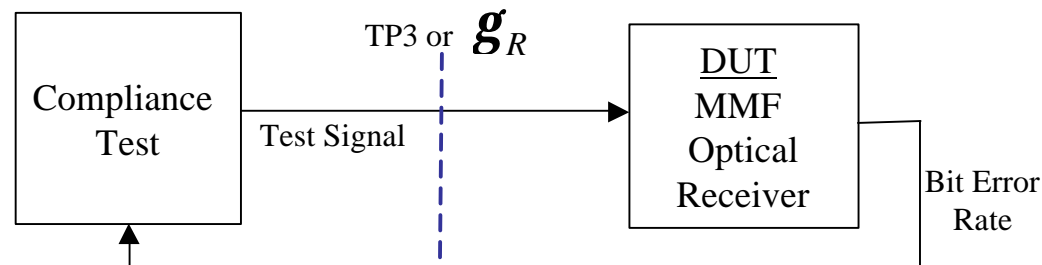 TP3 or g_R
DUT
MMF
Optical
Receiver
Compliance
Test
Test Signal
Bit Error
Rate